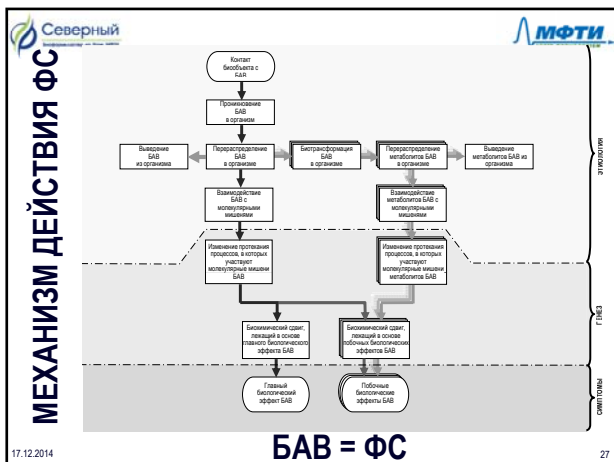 Северный
МФТИ
МЕХАНИЗМ ДЕЙСТВИЯ ФС
Контакт
биообъекта с
БАВ
Проникновение
БАВ
в организм
Выведение
БАВ
из организма
Перераспределение
БАВ
в организме
Биотрансформация
БАВ
в организме
Перераспределение
метаболитов БАВ
в организме
Выведение
метаболитов БАВ из
организма
Взаимодействие
БАВ с
молекулярными
мишенями
Взаимодействие
метаболитов БАВ с
молекулярными
мишенями
Изменение протекания
процессов, в которых
участвуют
молекулярные мишени
БАВ
Изменение протекания
процессов, в которых
участвуют
молекулярные мишени
метаболитов БАВ
Биохимический сдвиг,
лежащий в основе
главного биологического
эффекта БАВ
Биохимический сдвиг,
лежащий в основе
побочных биологических
эффектов БАВ
Главный
биологический
эффект БАВ
Побочные
биологические
эффекты БАВ
ЭТИОЛОГИЯ
ГЕНЕЗ
СИМПТОМЫ
17.12.2014
БАВ = ФС
27